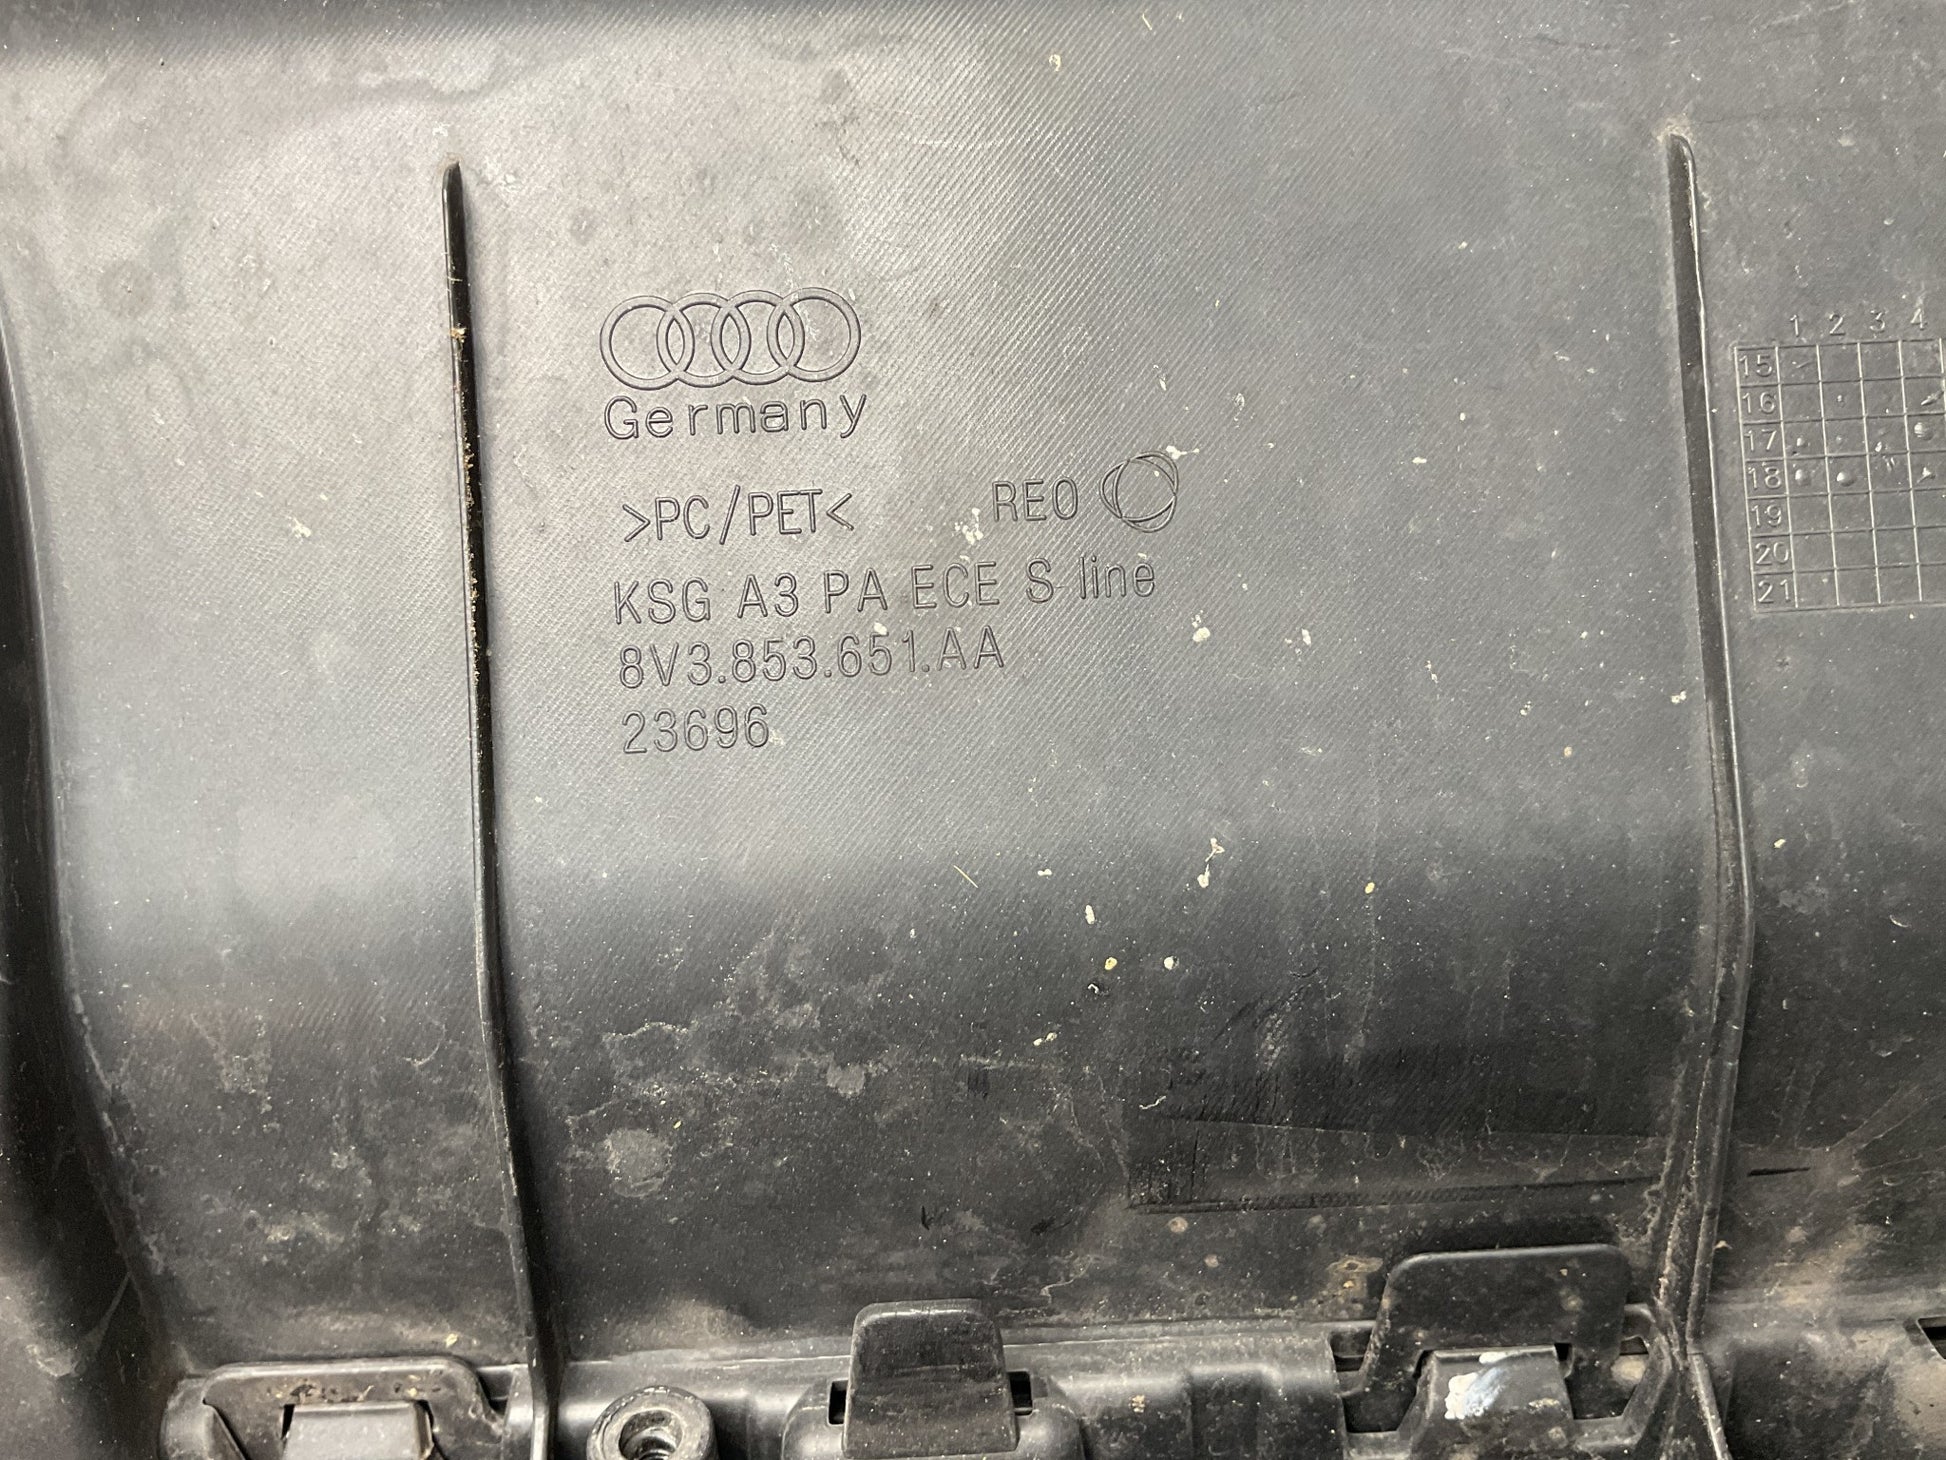 Germany
>PC/PET< REO
KSG A3 PA ECE S line
8V3.853.651.AA
23696
1 2 3 4
15
16
17
18
19
20
21